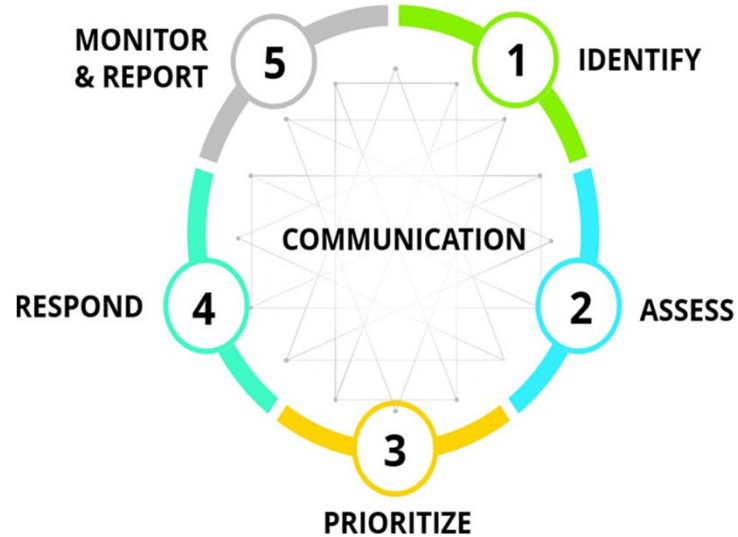 1
IDENTIFY
2
ASSESS
3
PRIORITIZE
4
RESPOND
5
MONITOR
& REPORT
COMMUNICATION